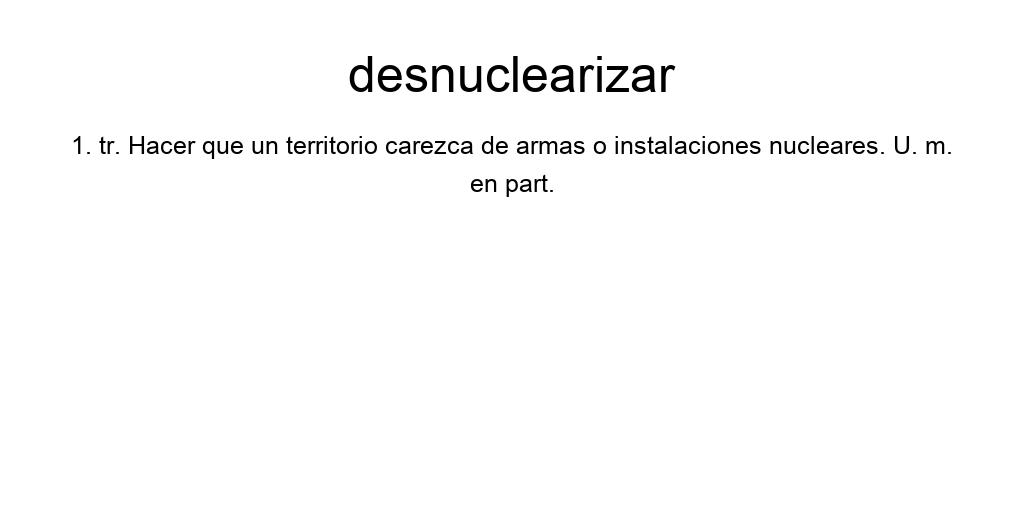 desnuclearizar
1. tr. Hacer que un territorio carezca de armas o instalaciones nucleares. U. m.
en part.